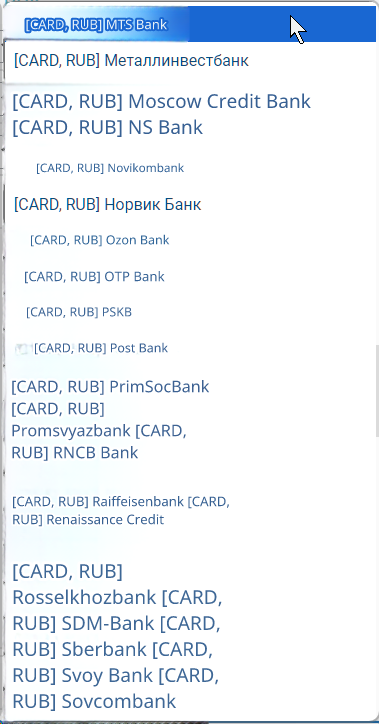 [CARD, RUB] MTS Bank
[CARD, RUB] Металлинвестбанк
[CARD, RUB] Moscow Credit Bank
[CARD, RUB] NS Bank
[CARD, RUB] Novikombank
[CARD, RUB] Норвик Банк
[CARD, RUB] Ozon Bank
[CARD, RUB] OTP Bank
[CARD, RUB] PSKB
[CARD, RUB] Post Bank
[CARD, RUB] PrimSocBank
[CARD, RUB]
Promsvyazbank [CARD,
RUB] RNCB Bank
[CARD, RUB] Raiffeisenbank [CARD,
RUB] Renaissance Credit
[CARD, RUB]
Rosselkhozbank [CARD,
RUB] SDM-Bank [CARD,
RUB] Sberbank [CARD,
RUB] Svoy Bank [CARD,
RUB] Sovcombank